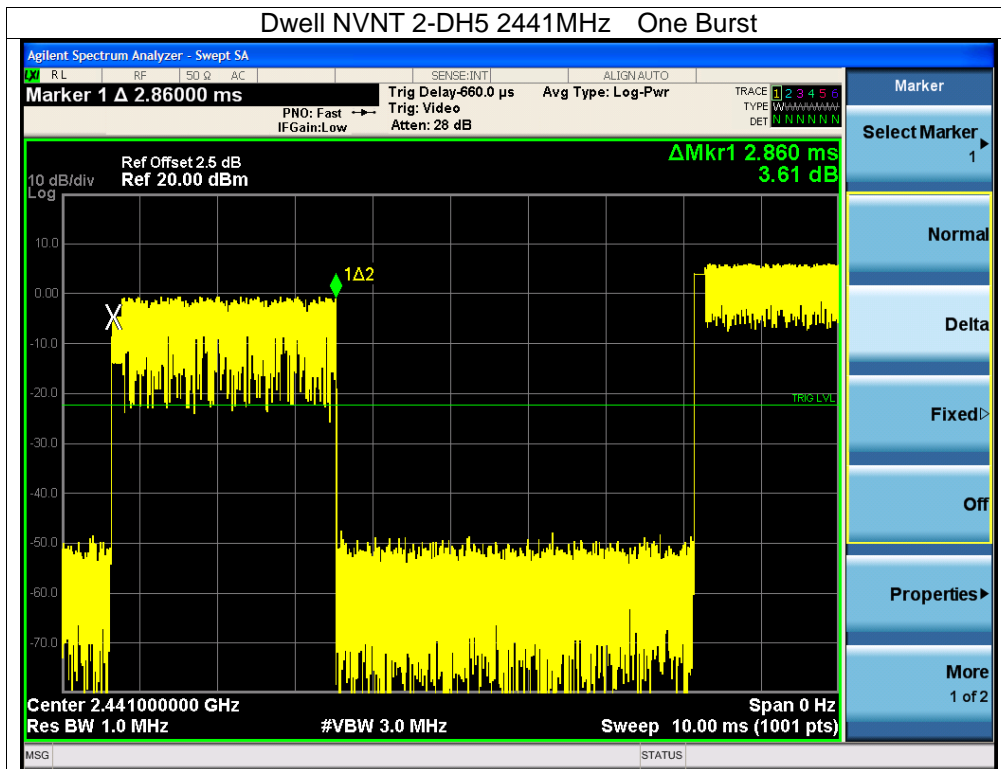 Dwell NVNT 2-DH5 2441MHz One Burst
Agilent Spectrum Analyzer - Swept SA
LXI RL RF 50 Ω AC SENSE:INT ALIGN AUTO
Marker 1 Δ 2.86000 ms
PNO: Fast
IFGain:Low
Trig Delay-660.0 µs
Trig: Video
Atten: 28 dB
Avg Type: Log-Pwr
TRACE 1 2 3 4 5 6
TYPE WWWWWW
DET N N N N N N
ΔMkr1 2.860 ms
3.61 dB
Ref Offset 2.5 dB
10 dB/div Ref 20.00 dBm
Log
10.0
0.00
-10.0
-20.0
-30.0
-40.0
-50.0
-60.0
-70.0
X
1Δ2
TRIG LVL
Center 2.441000000 GHz
Span 0 Hz
Res BW 1.0 MHz
#VBW 3.0 MHz
Sweep 10.00 ms (1001 pts)
MSG
STATUS
Marker
Select Marker
1
Normal
Delta
Fixed
Off
Properties
More
1 of 2